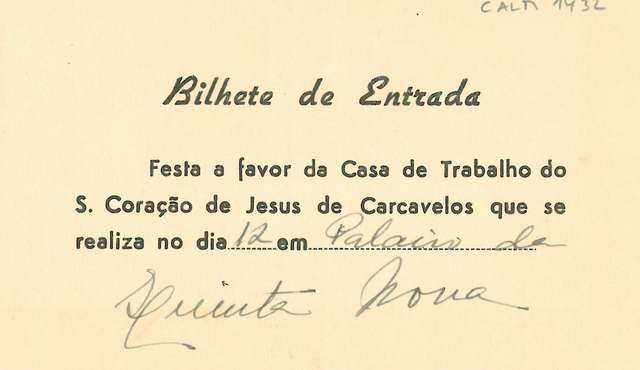 CALM 1432
Bilhete de Entrada
Festa a favor da Casa de Trabalho do
S. Coração de Jesus de Carcavelos que se
realiza no dia 12 em Palacio da
Quinta Nova